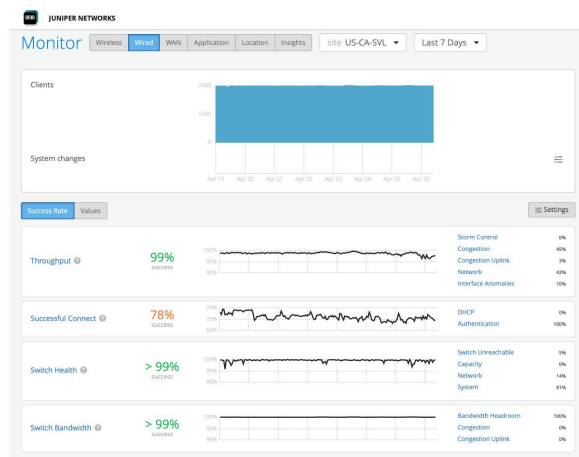 JUNIPER NETWORKS
Monitor Wireless Wired WAN Application Location Insights site US-CA-SVL Last 7 Days
Clients
2480
1240
0
System changes
Apr 19 Apr 20 Apr 21 Apr 22 Apr 23 Apr 24 Apr 25 Apr 26
Success Rate Values Settings
Throughput ?
99%
success
100%
95%
90%
Storm Control 0%
Congestion 45%
Congestion Uplink 3%
Network 42%
Interface Anomalies 10%
Successful Connect ?
78%
success
90%
70%
60%
DHCP 0%
Authentication 100%
Switch Health ?
> 99%
success
100%
95%
90%
Switch Unreachable 5%
Capacity 0%
Network 14%
System 81%
Switch Bandwidth ?
> 99%
success
100%
95%
90%
Bandwidth Headroom 100%
Congestion 0%
Congestion Uplink 0%